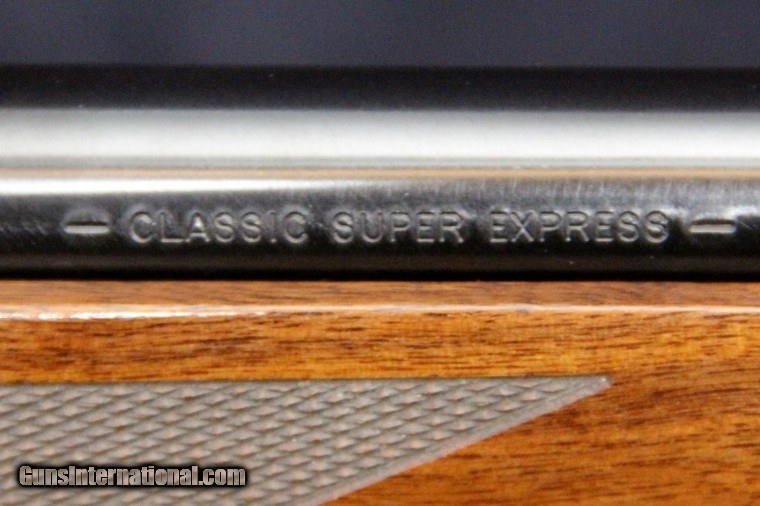 — CLASSIC SUPER EXPRESS —
GunsInternational.com